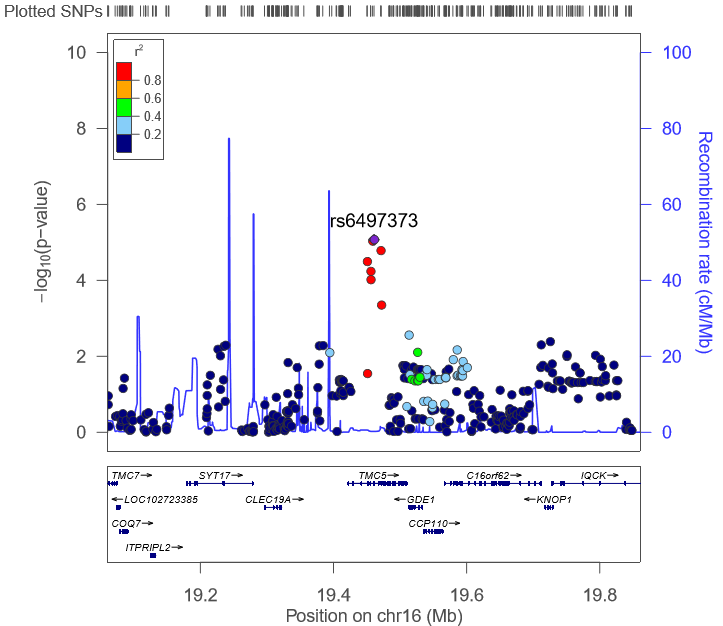 Plotted SNPs
r²
0.8
0.6
0.4
0.2
rs6497373
10
8
6
4
2
0
−log₁₀(p−value)
100
80
60
40
20
0
Recombination rate (cM/Mb)
TMC7→ SYT17→ TMC5→ C16orf62→ IQCK→
←LOC102723385 CLEC19A→ ←GDE1 ←KNOP1
COQ7→ CCP110→
ITPRIPL2→
19.2 19.4 19.6 19.8
Position on chr16 (Mb)